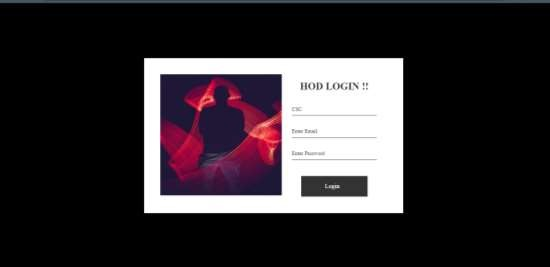 HOD LOGIN !!
CSC
Enter Email
Enter Password
Login